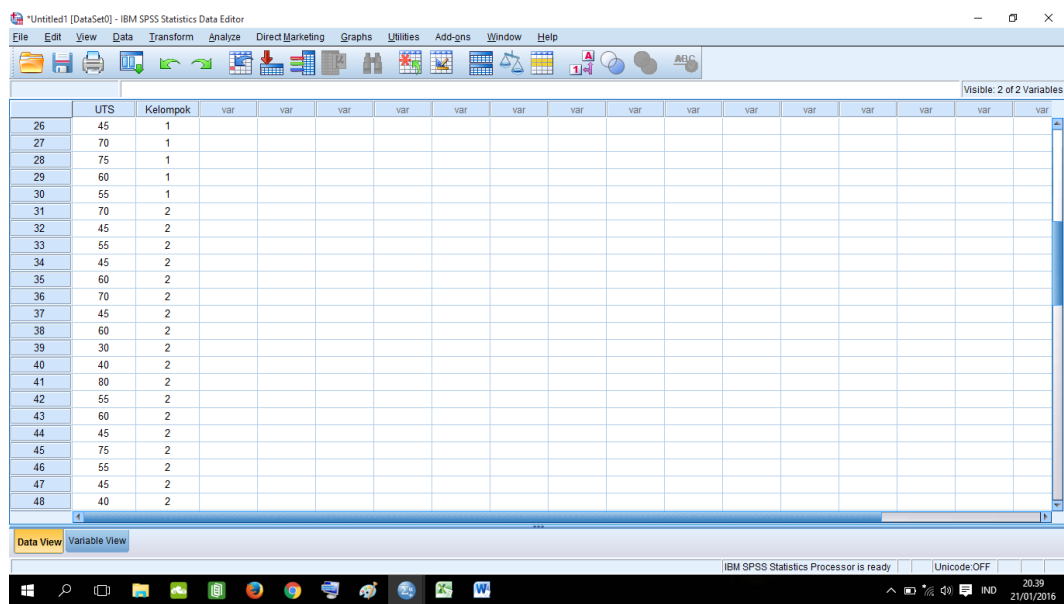 *Untitled1 [DataSet0] - IBM SPSS Statistics Data Editor
File Edit View Data Transform Analyze Direct Marketing Graphs Utilities Add-ons Window Help
Visible: 2 of 2 Variables
UTS Kelompok var var var var var var var var var var var var var
26 45 1
27 70 1
28 75 1
29 60 1
30 55 1
31 70 2
32 45 2
33 55 2
34 45 2
35 60 2
36 70 2
37 45 2
38 60 2
39 30 2
40 40 2
41 80 2
42 55 2
43 60 2
44 45 2
45 75 2
46 55 2
47 45 2
48 40 2
Data View Variable View
IBM SPSS Statistics Processor is ready Unicode:OFF
IND 20.39
21/01/2016